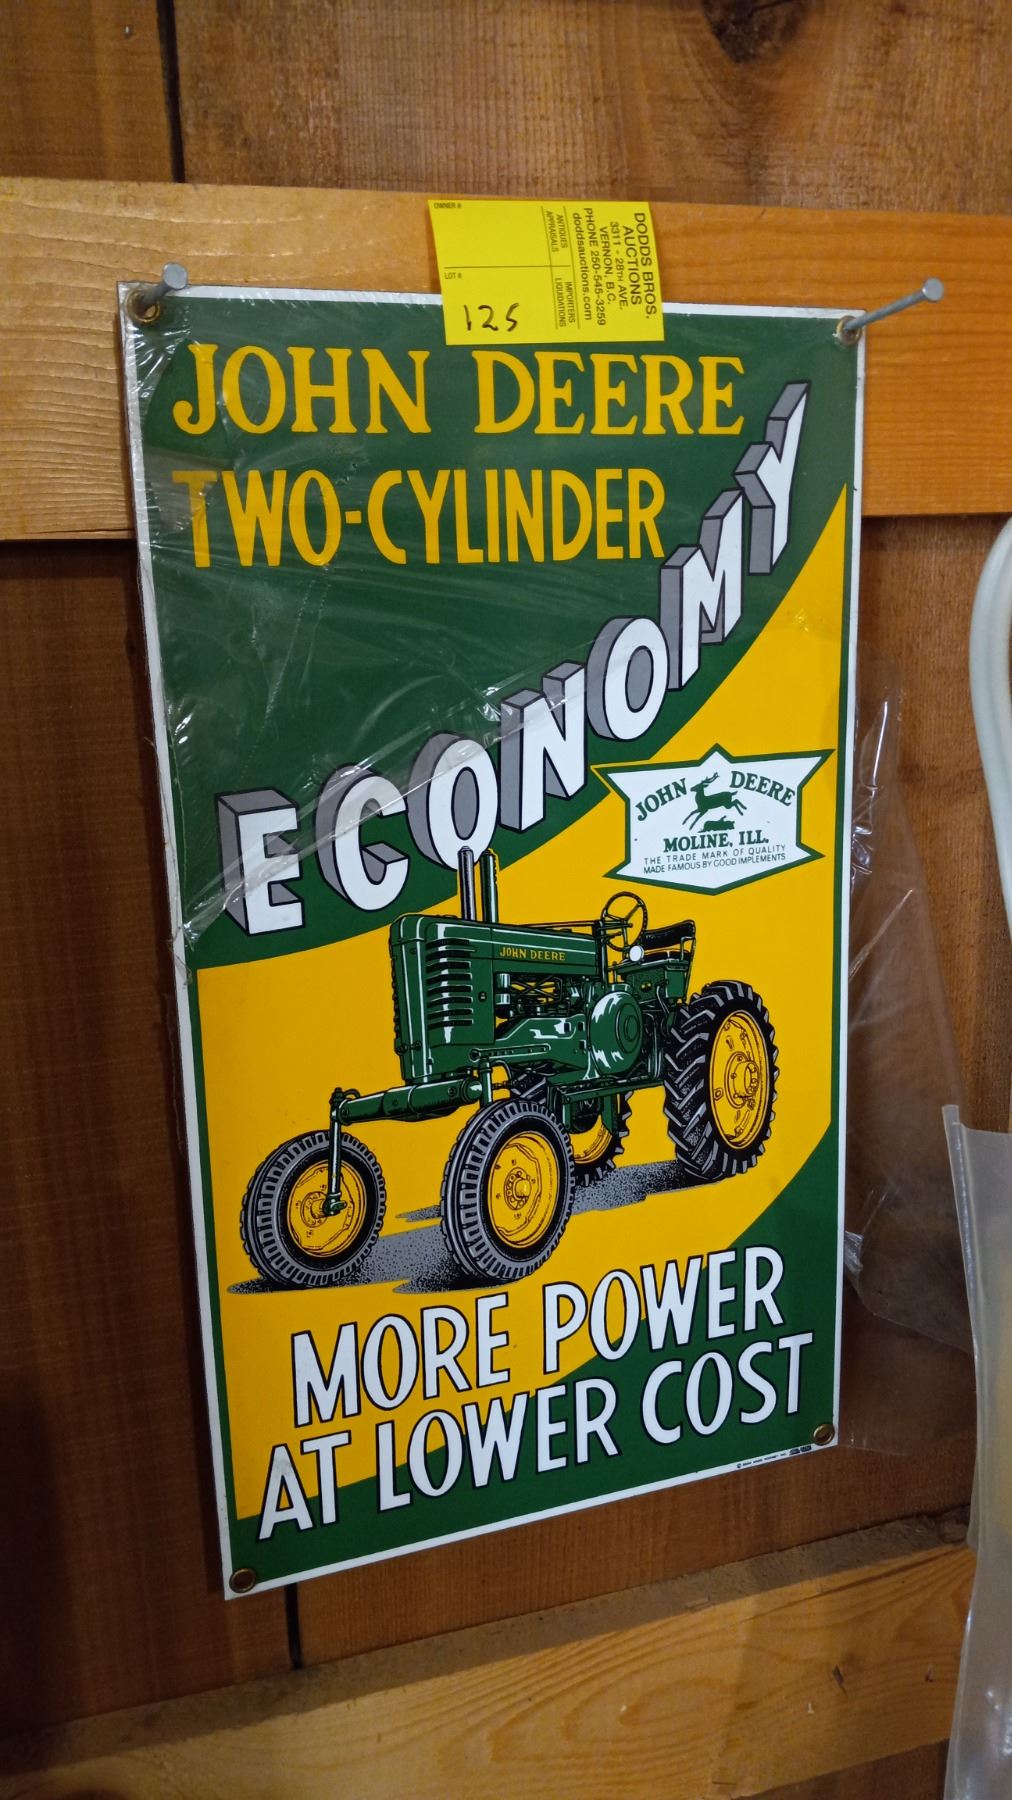 DODDS BROS.
AUCTIONS
3311 - 28TH AVE.
VERNON, B.C.
PHONE 250-545-3259
doddsauctions.com
ANTIQUES
APPRAISALS
IMPORTERS
LIQUIDATIONS
OWNER #
LOT #
125
JOHN DEERE
TWO-CYLINDER
ECONOMY
JOHN DEERE
MOLINE, ILL.
THE TRADE MARK OF QUALITY
MADE FAMOUS BY GOOD IMPLEMENTS
JOHN DEERE
MORE POWER
AT LOWER COST